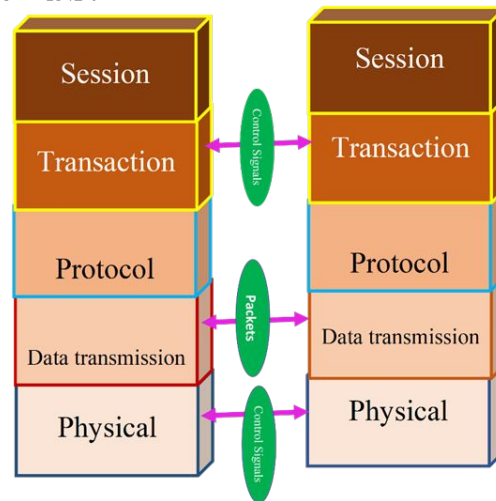 Session
Session
Control Signals
Transaction
Transaction
Protocol
Protocol
Packets
Data transmission
Data transmission
Control Signals
Physical
Physical